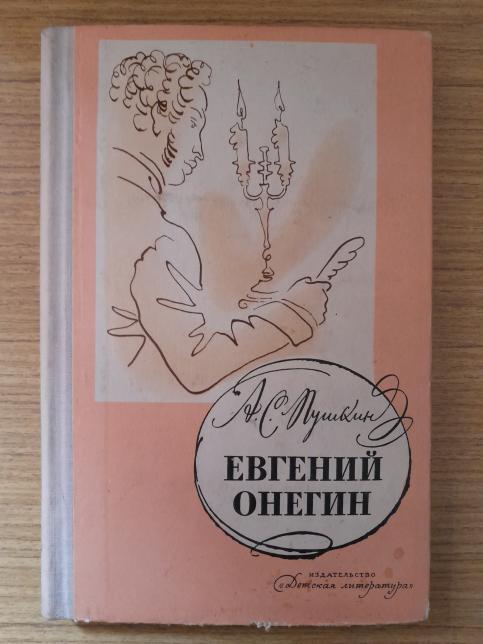 А.С. Пушкин
ЕВГЕНИЙ
ОНЕГИН
ИЗДАТЕЛЬСТВО
«Детская литература»